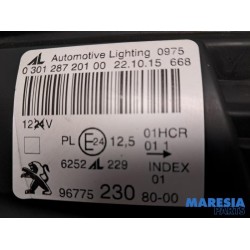 AL Automotive Lighting 0975
0 301 287 201 00 22.10.15 668
12V
PL E24 12,5 01HCR
01 1
6252 AL 229 INDEX
01
96775 230 80-00
MARESIA
PARTS